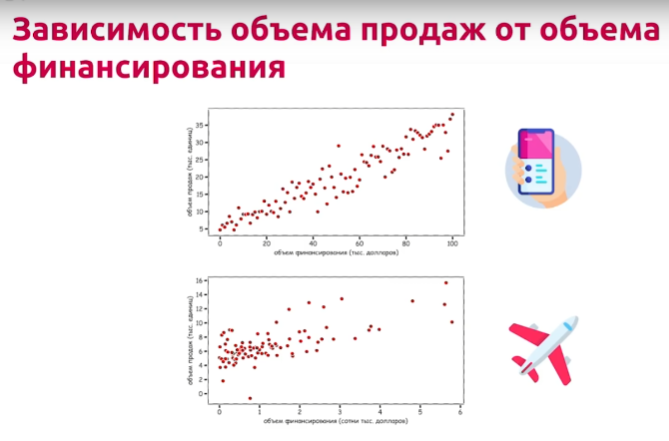 Зависимость объема продаж от объема
финансирования
объем продаж (тыс. единиц)
35
30
25
20
15
10
5
0 20 40 60 80 100
объем финансирования (тыс. долларов)
объем продаж (тыс. единиц)
16
14
12
10
8
6
4
2
0
0 1 2 3 4 5 6
объем финансирования (сотни тыс. долларов)